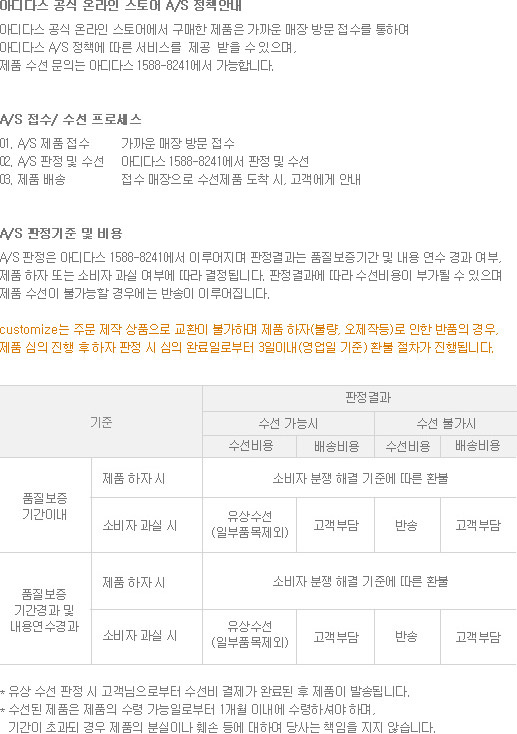 아디다스 공식 온라인 스토어 A/S 정책안내
아디다스 공식 온라인 스토어에서 구매한 제품은 가까운 매장 방문 접수를 통하여
아디다스 A/S 정책에 따른 서비스를 제공 받을 수 있으며,
제품 수선 문의는 아디다스 1588-8241에서 가능합니다.
A/S 접수/ 수선 프로세스
01. A/S 제품 접수 가까운 매장 방문 접수
02. A/S 판정 및 수선 아디다스 1588-8241에서 판정 및 수선
03. 제품 배송 접수 매장으로 수선제품 도착 시, 고객에게 안내
A/S 판정기준 및 비용
A/S 판정은 아디다스 1588-8241에서 이루어지며 판정결과는 품질보증기간 및 내용 연수 경과 여부,
제품 하자 또는 소비자 과실 여부에 따라 결정됩니다. 판정결과에 따라 수선비용이 부가될 수 있으며
제품 수선이 불가능할 경우에는 반송이 이루어집니다.
customize는 주문 제작 상품으로 교환이 불가하며 제품 하자(불량, 오제작등)로 인한 반품의 경우,
제품 심의 진행 후 하자 판정 시 심의 완료일로부터 3일이내(영업일 기준) 환불 절차가 진행됩니다.
기준 판정결과
수선 가능시 수선 불가시
수선비용 배송비용 수선비용 배송비용
품질보증
기간이내
제품 하자 시 소비자 분쟁 해결 기준에 따른 환불
소비자 과실 시 유상수선
(일부품목제외) 고객부담 반송 고객부담
품질보증
기간경과 및
내용연수경과
제품 하자 시 소비자 분쟁 해결 기준에 따른 환불
소비자 과실 시 유상수선
(일부품목제외) 고객부담 반송 고객부담
* 유상 수선 판정 시 고객님으로부터 수선비 결제가 완료된 후 제품이 발송됩니다.
* 수선된 제품은 제품의 수령 가능일로부터 1개월 이내에 수령하셔야 하며,
기간이 초과되 경우 제품의 분실이나 훼손 등에 대하여 당사는 책임을 지지 않습니다.